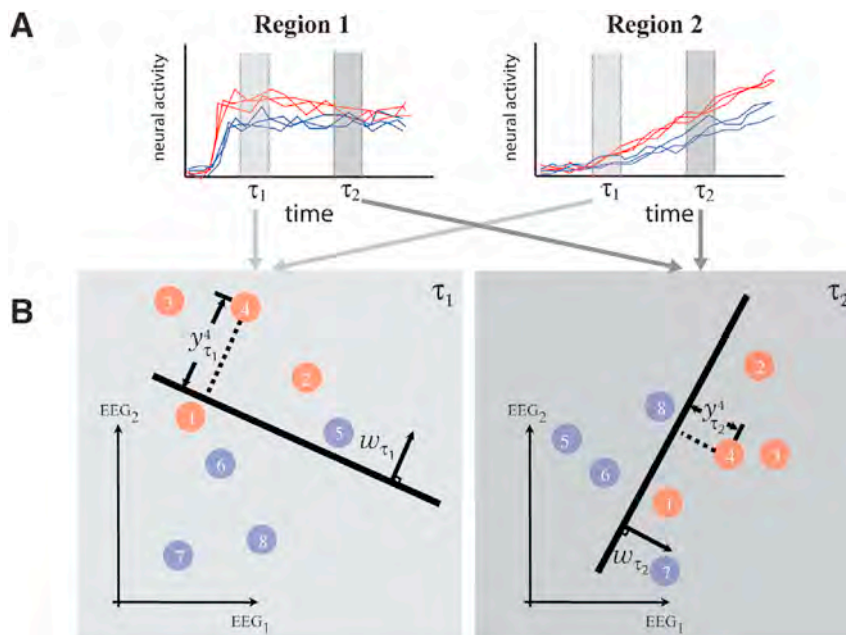 A
Region 1
Region 2
neural activity
neural activity
τ1
τ2
time
τ1
τ2
time
B
τ1
τ2
3
4
y4τ1
2
1
5
wτ1
6
7
8
EEG2
EEG1
2
8
y4τ2
5
4
3
6
1
wτ2
7
EEG2
EEG1